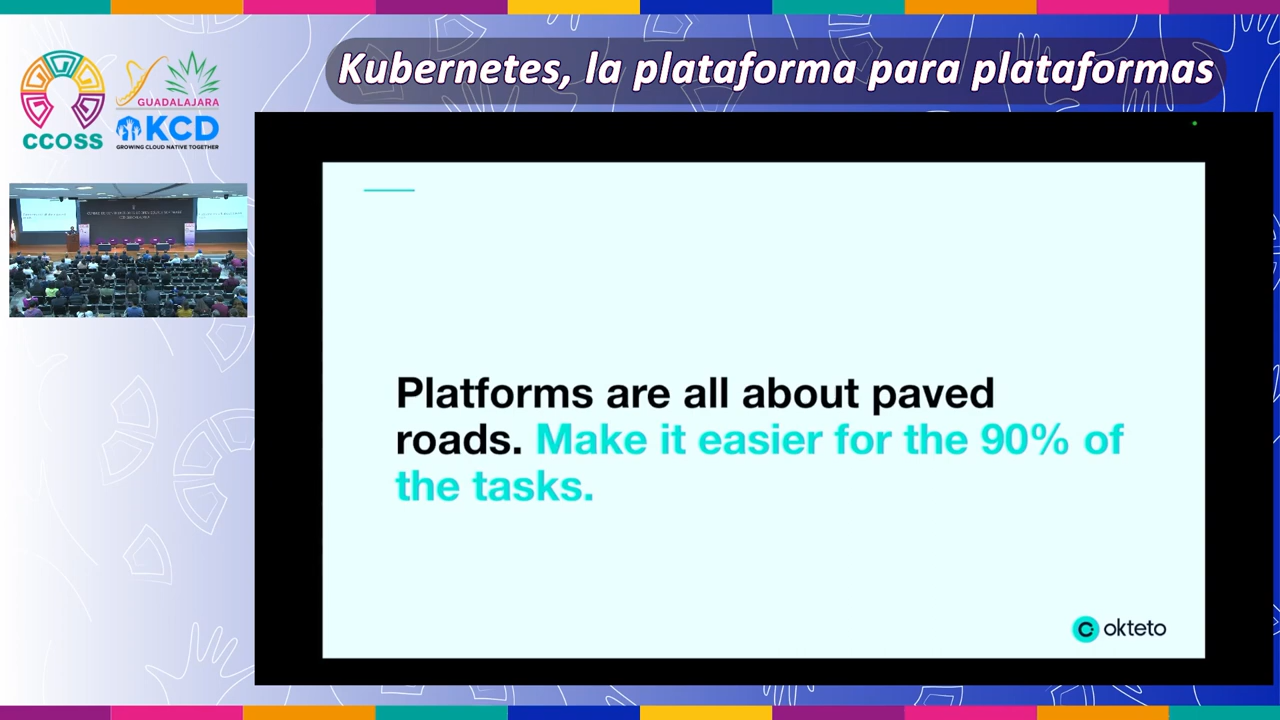 Kubernetes, la plataforma para plataformas
CCOSS
GUADALAJARA
KCD
GROWING CLOUD NATIVE TOGETHER
Platforms are all about paved
roads. Make it easier for the 90% of
the tasks.
okteto